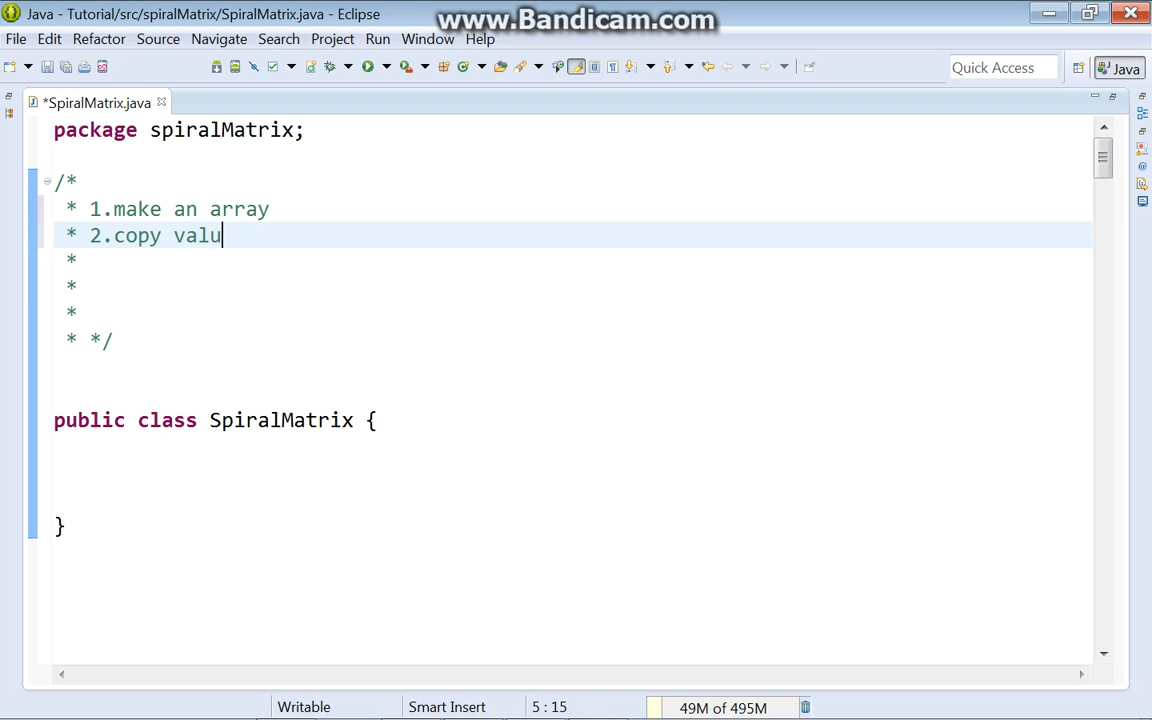 Java - Tutorial/src/spiralMatrix/SpiralMatrix.java - Eclipse
www.Bandicam.com
File Edit Refactor Source Navigate Search Project Run Window Help
Quick Access
Java
*SpiralMatrix.java
package spiralMatrix;
/*
* 1.make an array
* 2.copy valu
*
*
*
* */
public class SpiralMatrix {
}
Writable Smart Insert 5 : 15 49M of 495M